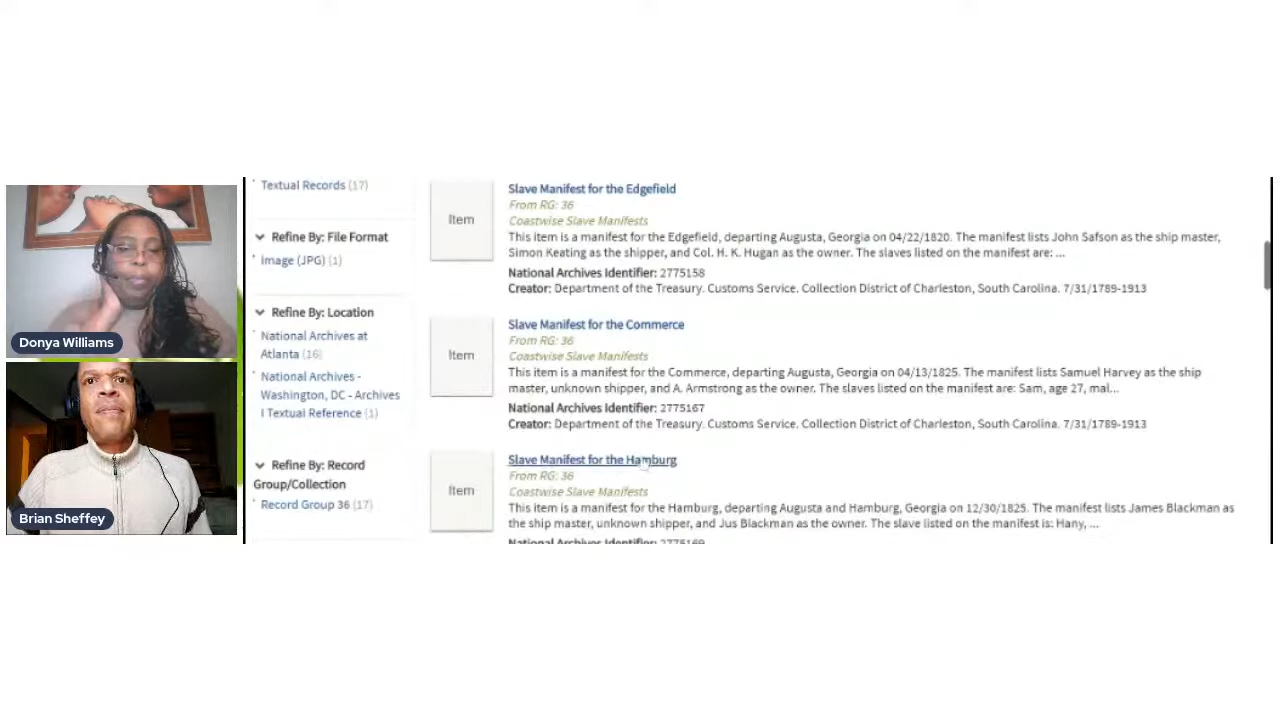 Donya Williams
Brian Sheffey
Textual Records (17)
Refine By: File Format
Image (JPG) (1)
Refine By: Location
National Archives at
Atlanta (16)
National Archives -
Washington, DC - Archives
I Textual Reference (1)
Refine By: Record
Group/Collection
Record Group 36 (17)
Item
Slave Manifest for the Edgefield
From RG: 36
Coastwise Slave Manifests
This item is a manifest for the Edgefield, departing Augusta, Georgia on 04/22/1820. The manifest lists John Safson as the ship master,
Simon Keating as the shipper, and Col. H. K. Hugan as the owner. The slaves listed on the manifest are: ...
National Archives Identifier: 2775158
Creator: Department of the Treasury. Customs Service. Collection District of Charleston, South Carolina. 7/31/1789-1913
Item
Slave Manifest for the Commerce
From RG: 36
Coastwise Slave Manifests
This item is a manifest for the Commerce, departing Augusta, Georgia on 04/13/1825. The manifest lists Samuel Harvey as the ship
master, unknown shipper, and A. Armstrong as the owner. The slaves listed on the manifest are: Sam, age 27, mal...
National Archives Identifier: 2775167
Creator: Department of the Treasury. Customs Service. Collection District of Charleston, South Carolina. 7/31/1789-1913
Item
Slave Manifest for the Hamburg
From RG: 36
Coastwise Slave Manifests
This item is a manifest for the Hamburg, departing Augusta and Hamburg, Georgia on 12/30/1825. The manifest lists James Blackman as
the ship master, unknown shipper, and Jus Blackman as the owner. The slave listed on the manifest is: Hany, ...
National Archives Identifier: 2775169